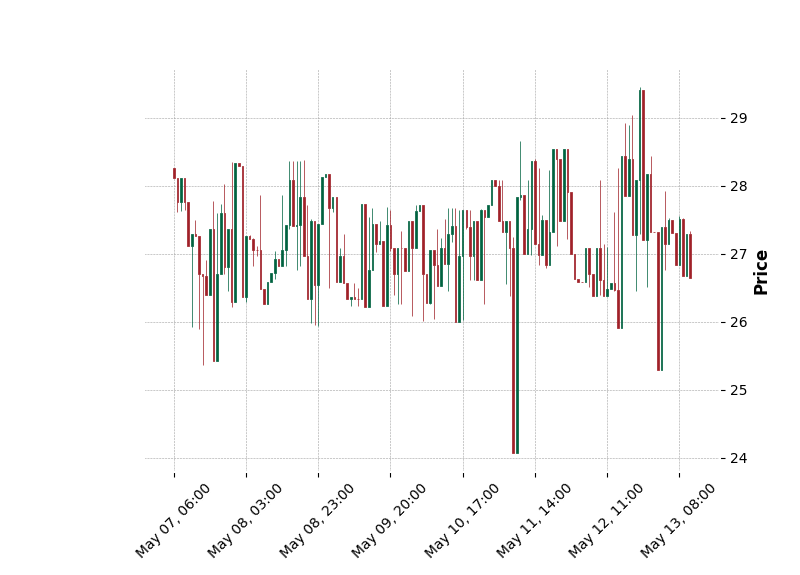 29
28
27
26
25
24
Price
May 07, 06:00
May 08, 03:00
May 08, 23:00
May 09, 20:00
May 10, 17:00
May 11, 14:00
May 12, 11:00
May 13, 08:00